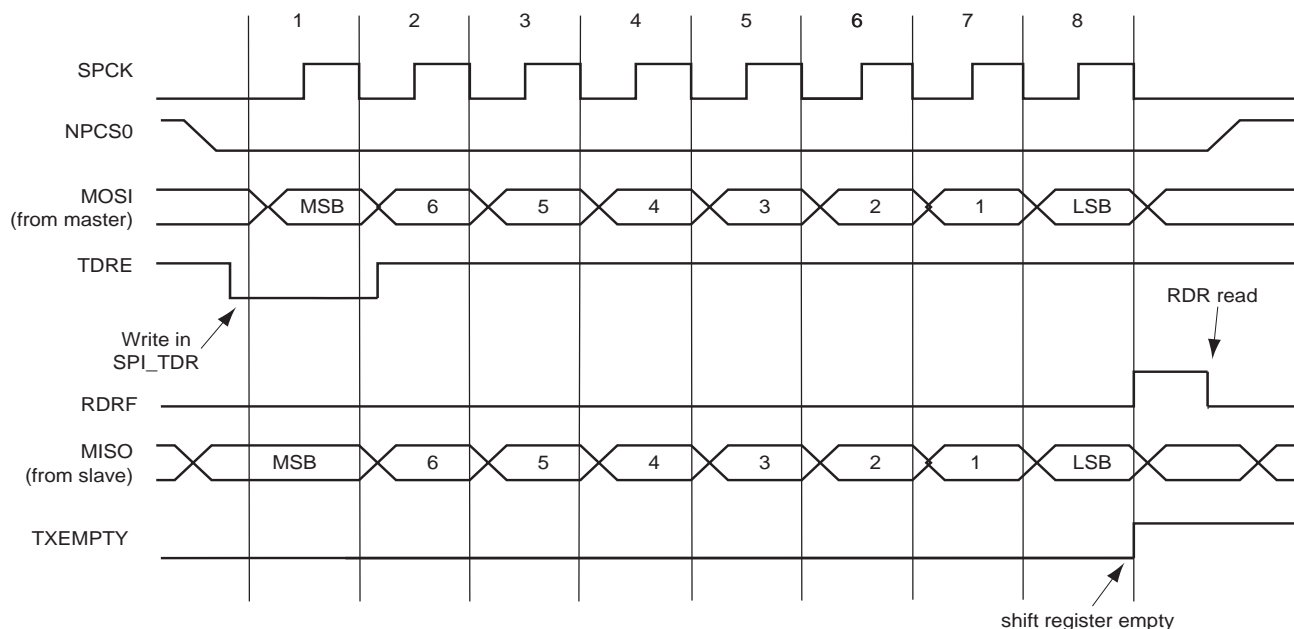 1 2 3 4 5 6 7 8
SPCK
NPCS0
MOSI
(from master)
MSB 6 5 4 3 2 1 LSB
TDRE
RDR read
Write in
SPI_TDR
RDRF
MISO
(from slave)
MSB 6 5 4 3 2 1 LSB
TXEMPTY
shift register empty